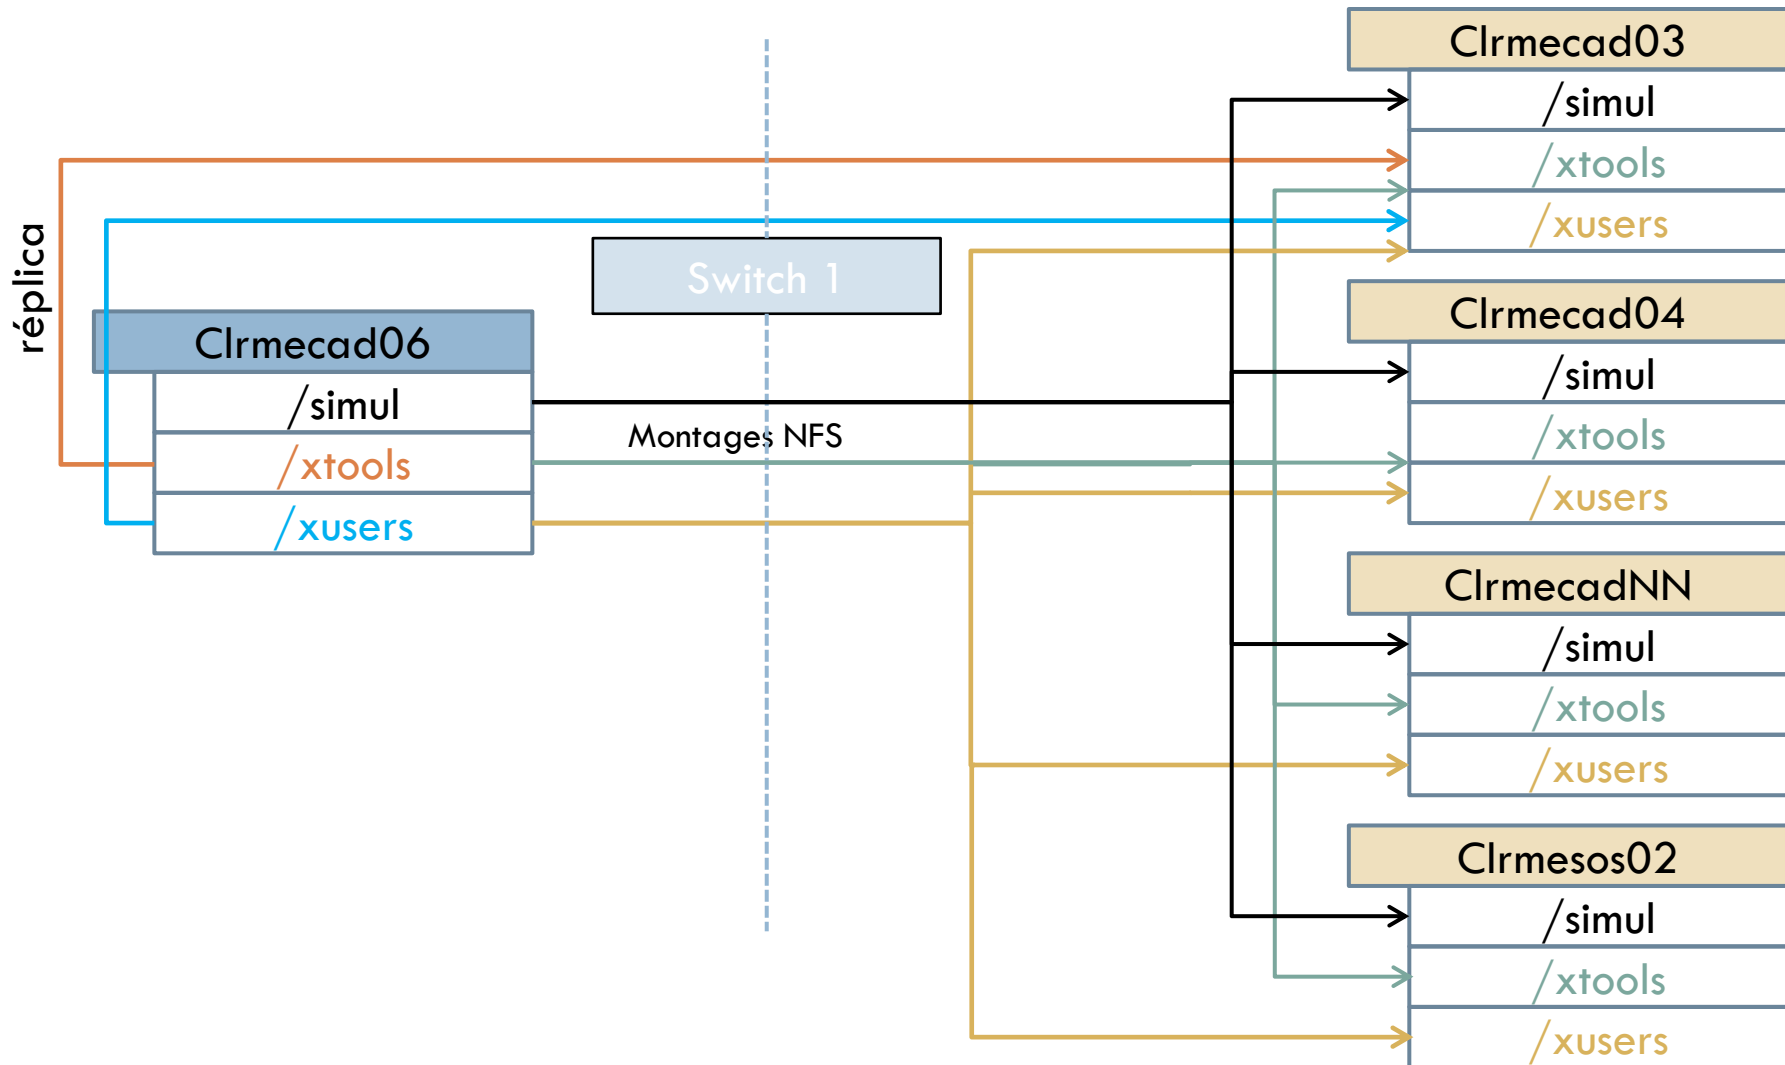 réplica
Clrmecad06
/simul
/xtools
/xusers
Switch 1
Montages NFS
Clrmecad03
/simul
/xtools
/xusers
Clrmecad04
/simul
/xtools
/xusers
ClrmecadNN
/simul
/xtools
/xusers
Clrmesos02
/simul
/xtools
/xusers